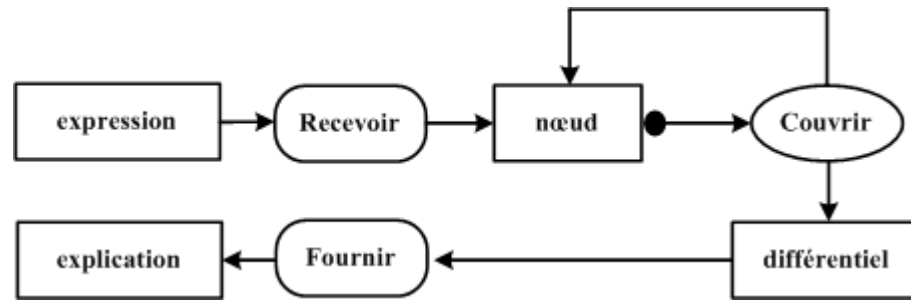 expression
Recevoir
nœud
Couvrir
explication
Fournir
différentiel